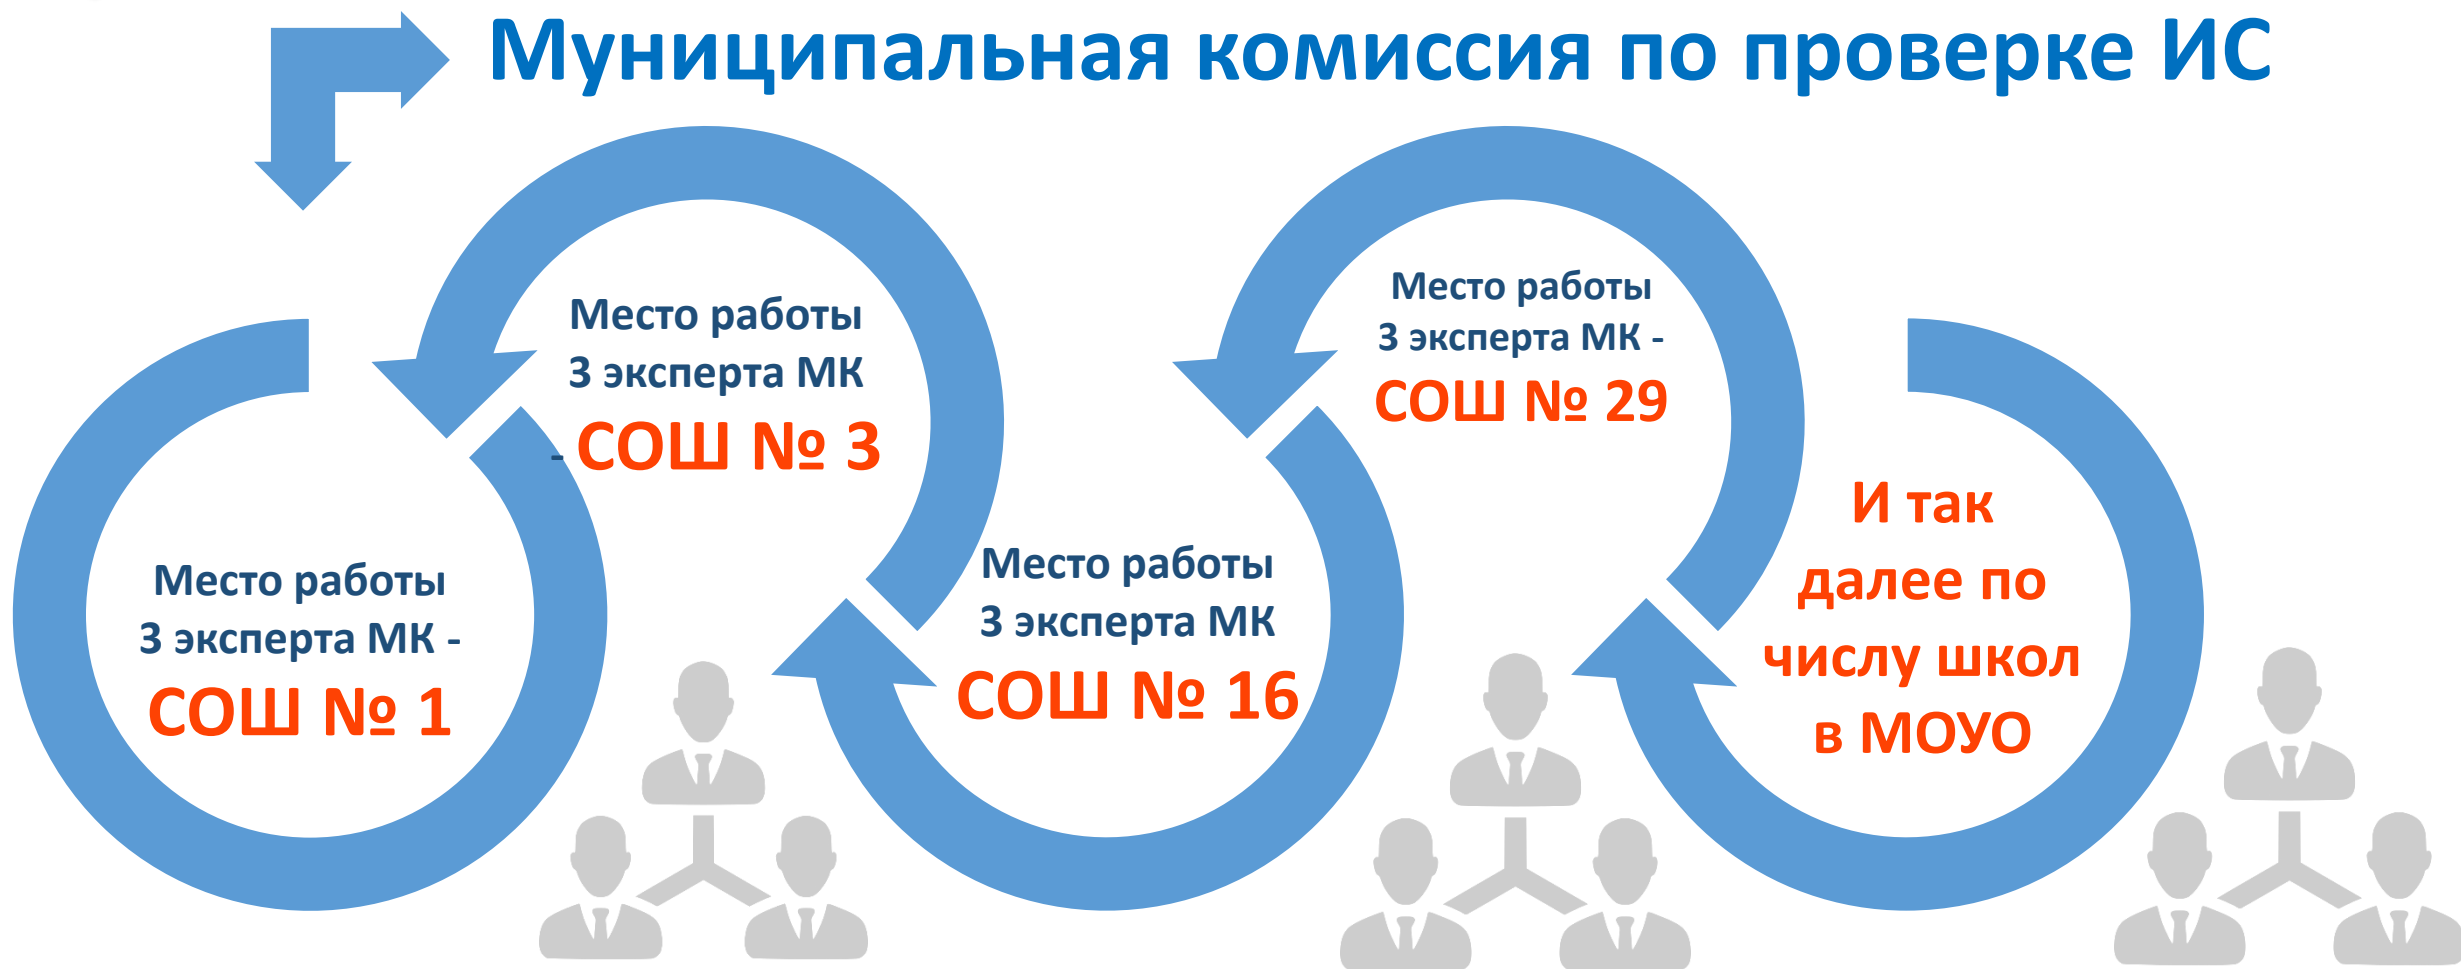 Муниципальная комиссия по проверке ИС
Место работы
3 эксперта МК -
СОШ № 1
Место работы
3 эксперта МК
- СОШ № 3
Место работы
3 эксперта МК
СОШ № 16
Место работы
3 эксперта МК -
СОШ № 29
И так
далее по
числу школ
в МОУО